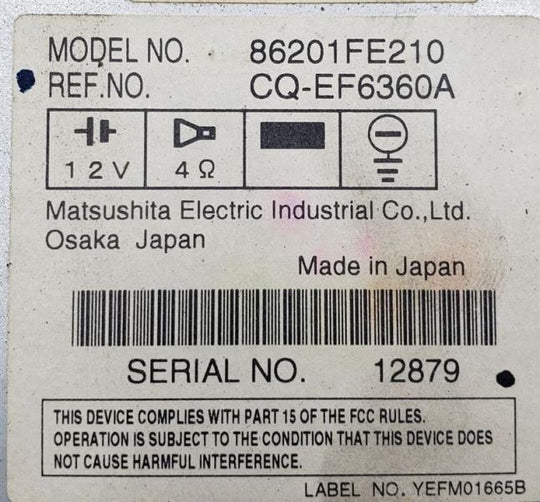 MODEL NO. 86201FE210
REF.NO. CQ-EF6360A
12V 4Ω
Matsushita Electric Industrial Co.,Ltd.
Osaka Japan
Made in Japan
SERIAL NO. 12879
THIS DEVICE COMPLIES WITH PART 15 OF THE FCC RULES.
OPERATION IS SUBJECT TO THE CONDITION THAT THIS DEVICE DOES
NOT CAUSE HARMFUL INTERFERENCE.
LABEL NO. YEFM01665B